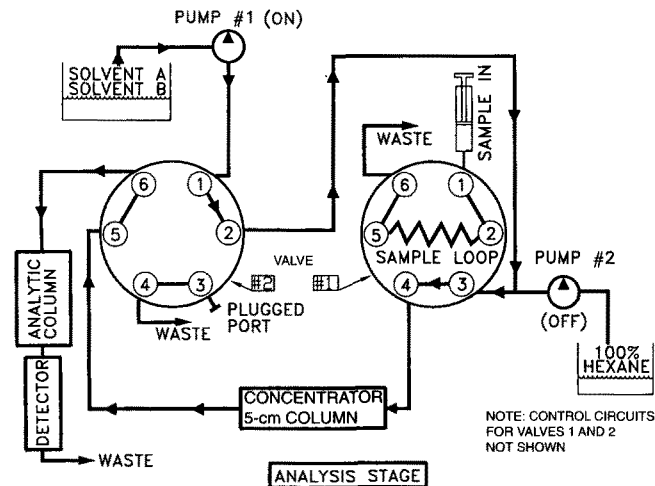 PUMP #1 (ON)
SOLVENT A
SOLVENT B
WASTE
SAMPLE IN
6
1
5
2
4
3
6
1
5
2
SAMPLE LOOP
4
3
VALVE
#2
#1
PLUGGED
PORT
WASTE
PUMP #2
(OFF)
100%
HEXANE
ANALYTIC
COLUMN
DETECTOR
WASTE
CONCENTRATOR
5-cm COLUMN
NOTE: CONTROL CIRCUITS
FOR VALVES 1 AND 2
NOT SHOWN
ANALYSIS STAGE